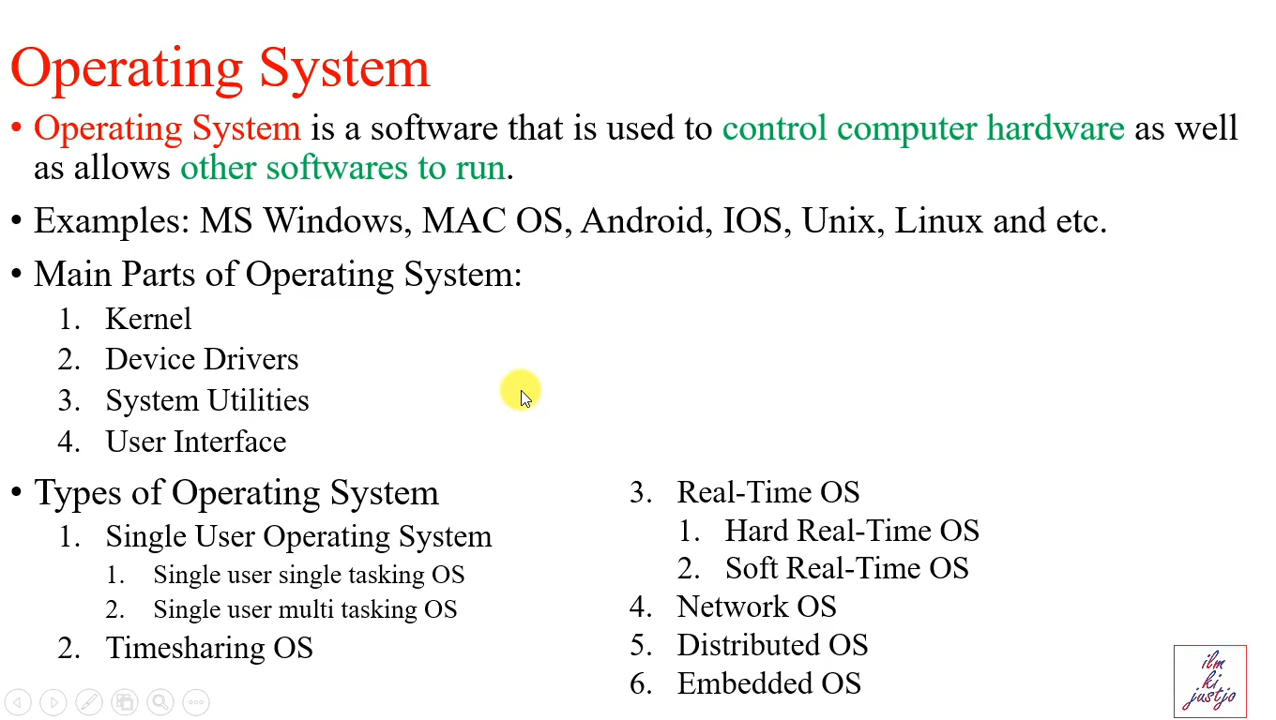 Operating System
• Operating System is a software that is used to control computer hardware as well
as allows other softwares to run.
• Examples: MS Windows, MAC OS, Android, IOS, Unix, Linux and etc.
• Main Parts of Operating System:
1. Kernel
2. Device Drivers
3. System Utilities
4. User Interface
• Types of Operating System
1. Single User Operating System
1. Single user single tasking OS
2. Single user multi tasking OS
2. Timesharing OS
3. Real-Time OS
1. Hard Real-Time OS
2. Soft Real-Time OS
4. Network OS
5. Distributed OS
6. Embedded OS
ilm
ki
justjo